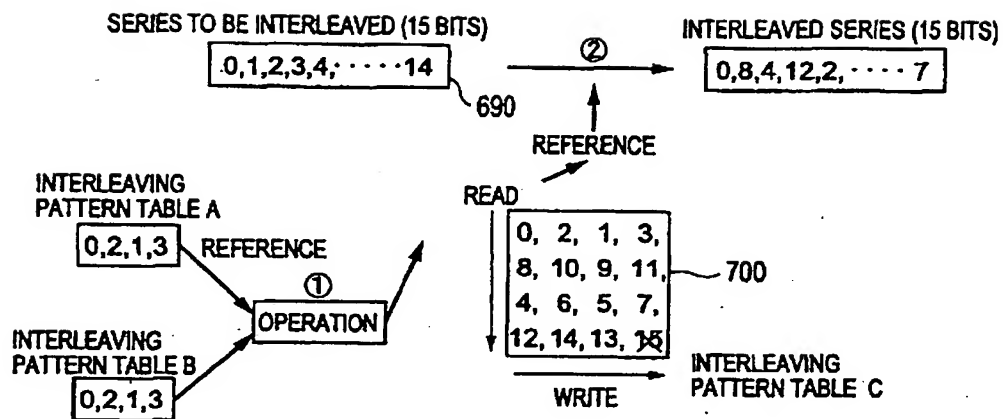 SERIES TO BE INTERLEAVED (15 BITS)
0,1,2,3,4,·····14
690
②
INTERLEAVED SERIES (15 BITS)
0,8,4,12,2,····7
REFERENCE
INTERLEAVING
PATTERN TABLE A
0,2,1,3
REFERENCE
①
OPERATION
INTERLEAVING
PATTERN TABLE B
0,2,1,3
READ
0, 2, 1, 3,
8, 10, 9, 11,
4, 6, 5, 7,
12, 14, 13, 15
700
WRITE
INTERLEAVING
PATTERN TABLE C